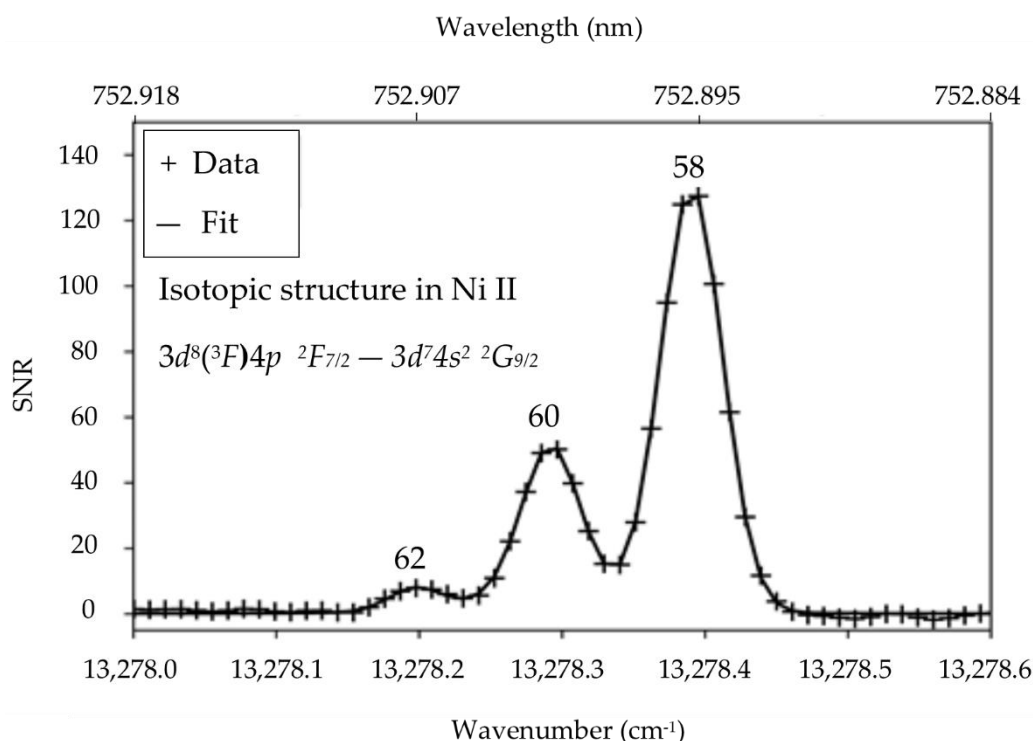 Wavelength (nm)
752.918 752.907 752.895 752.884
140
120
100
80
60
40
20
0
SNR
+ Data
— Fit
Isotopic structure in Ni II
3d⁸(³F)4p ²F₇/₂ — 3d⁷4s² ²G₉/₂
58
60
62
13,278.0 13,278.1 13,278.2 13,278.3 13,278.4 13,278.5 13,278.6
Wavenumber (cm⁻¹)